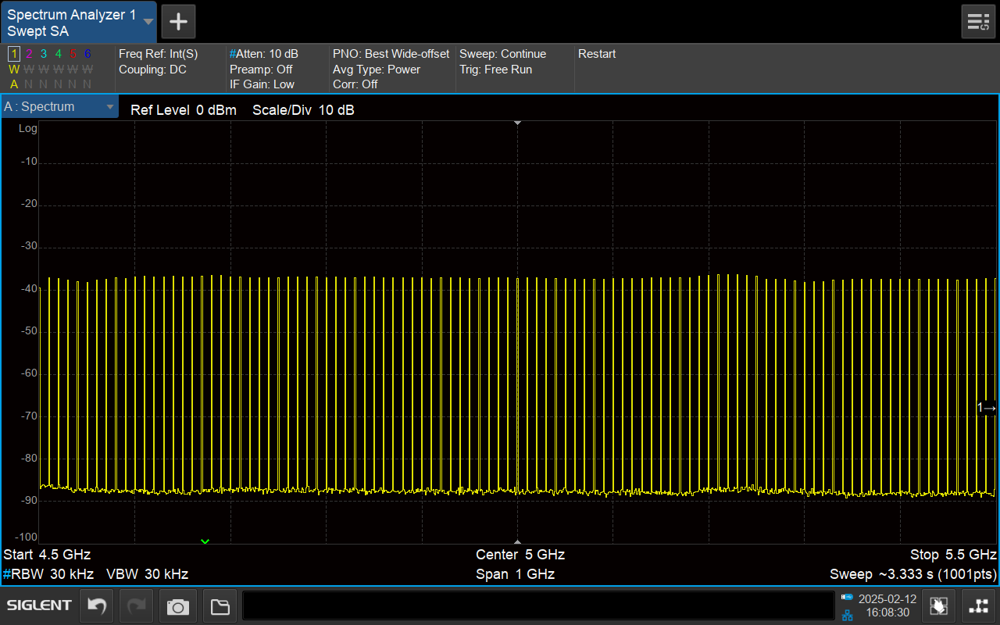 Spectrum Analyzer 1
Swept SA
1 2 3 4 5 6 Freq Ref: Int(S) #Atten: 10 dB PNO: Best Wide-offset Sweep: Continue Restart
W W W W W W Coupling: DC Preamp: Off Avg Type: Power Trig: Free Run
A N N N N N IF Gain: Low Corr: Off
A : Spectrum Ref Level 0 dBm Scale/Div 10 dB
Log
-10
-20
-30
-40
-50
-60
-70
1→
-80
-90
-100
Start 4.5 GHz Center 5 GHz Stop 5.5 GHz
#RBW 30 kHz VBW 30 kHz Span 1 GHz Sweep ~3.333 s (1001pts)
SIGLENT 2025-02-12
16:08:30